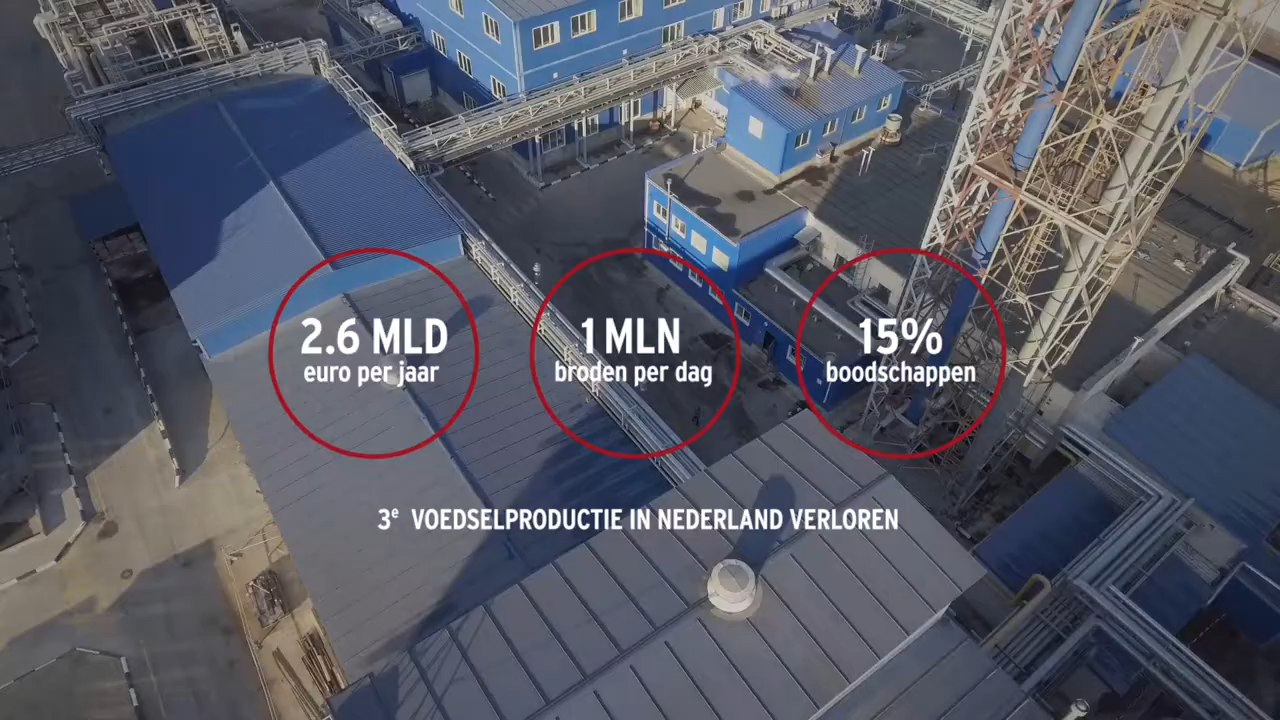 2.6 MLD
euro per jaar
1 MLN
broden per dag
15%
boodschappen
3e VOEDSELPRODUCTIE IN NEDERLAND VERLOREN